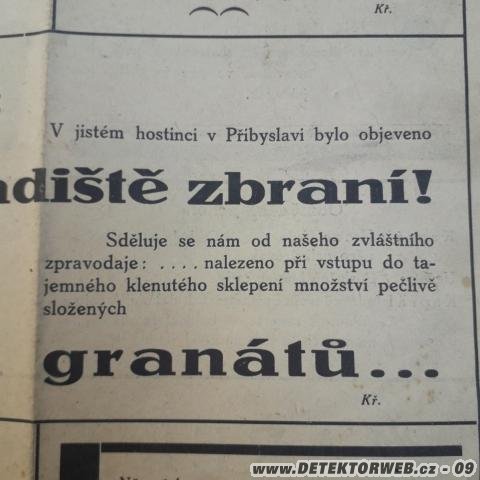 Kř.
V jistém hostinci v Přibyslavi bylo objeveno
diště zbraní!
Sděluje se nám od našeho zvláštního
zpravodaje: .... nalezeno při vstupu do ta-
jemného klenutého sklepení množství pečlivě
složených
granátů...
Kř.
www.DETEKTORWEB.cz - 09